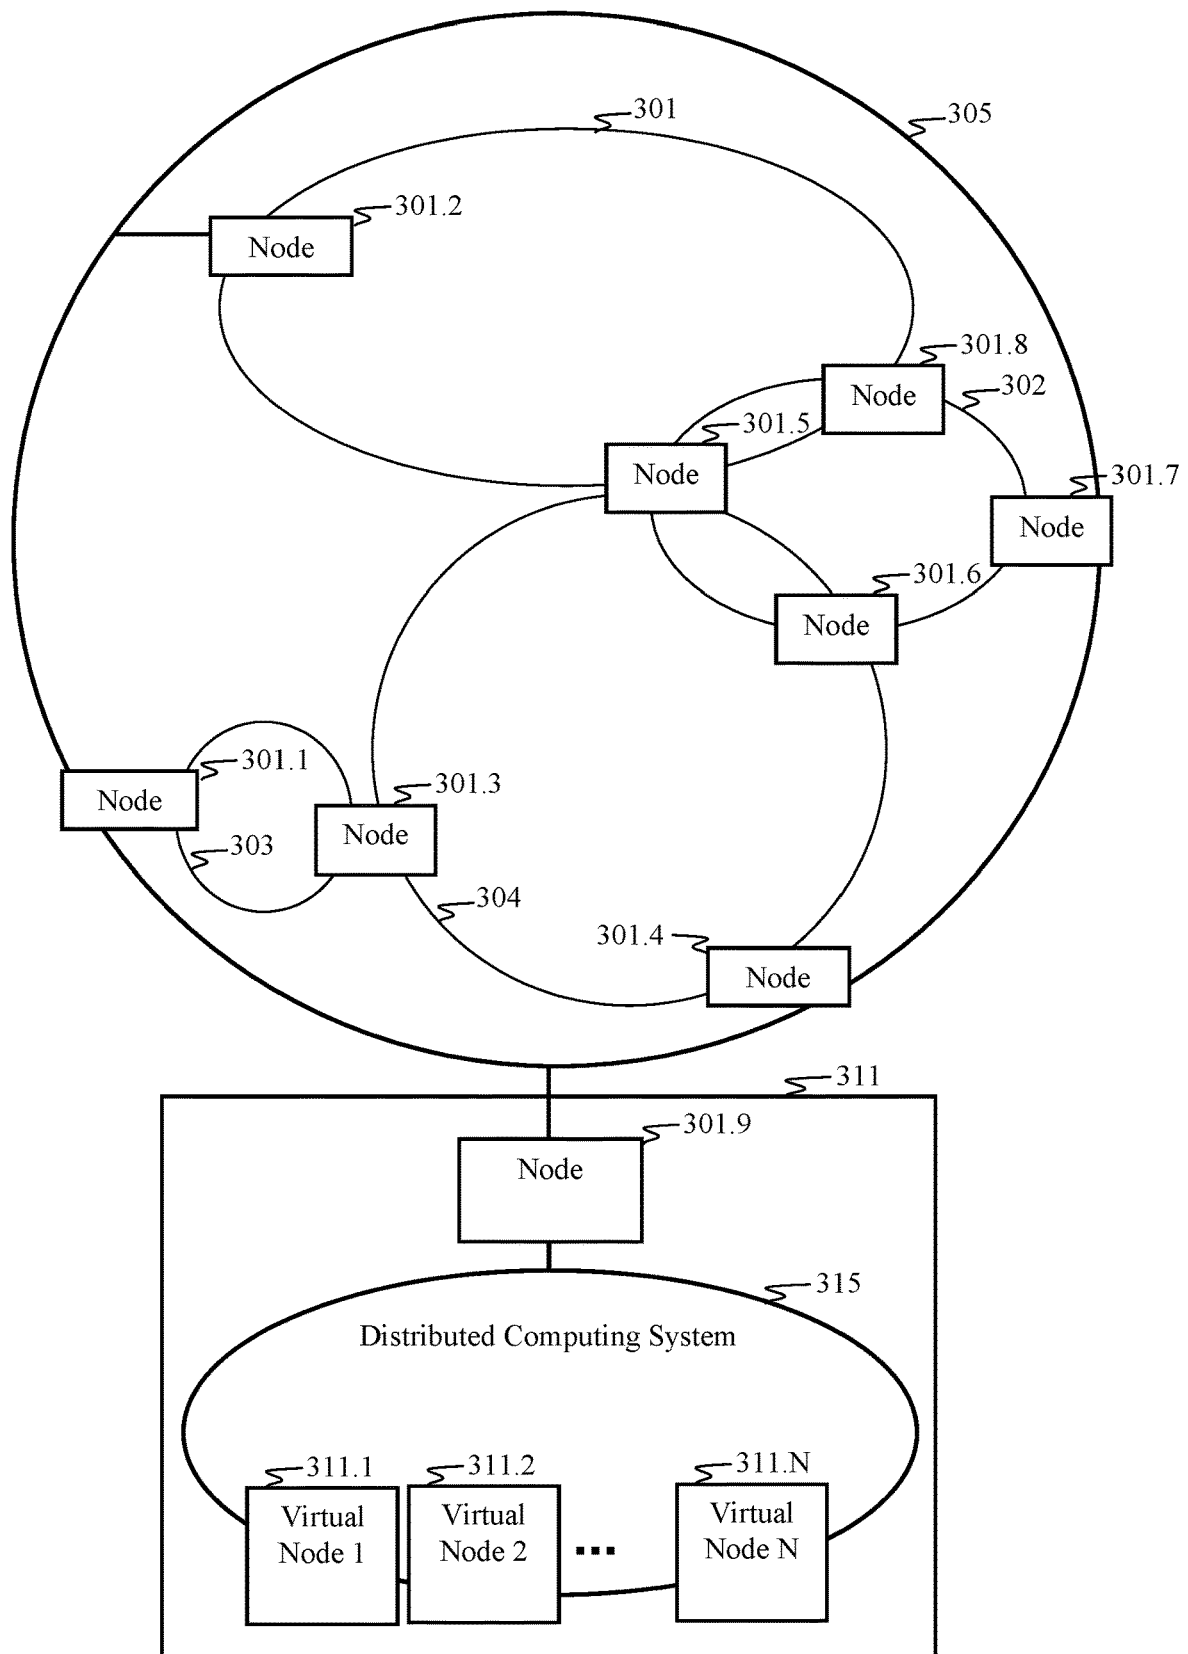 301
305
301.2
Node
301.8
302
Node
301.5
Node
301.7
Node
301.6
Node
301.1
Node
301.3
Node
303
304
301.4
Node
311
301.9
Node
315
Distributed Computing System
311.1
311.2
311.N
Virtual
Node 1
Virtual
Node 2
...
Virtual
Node N